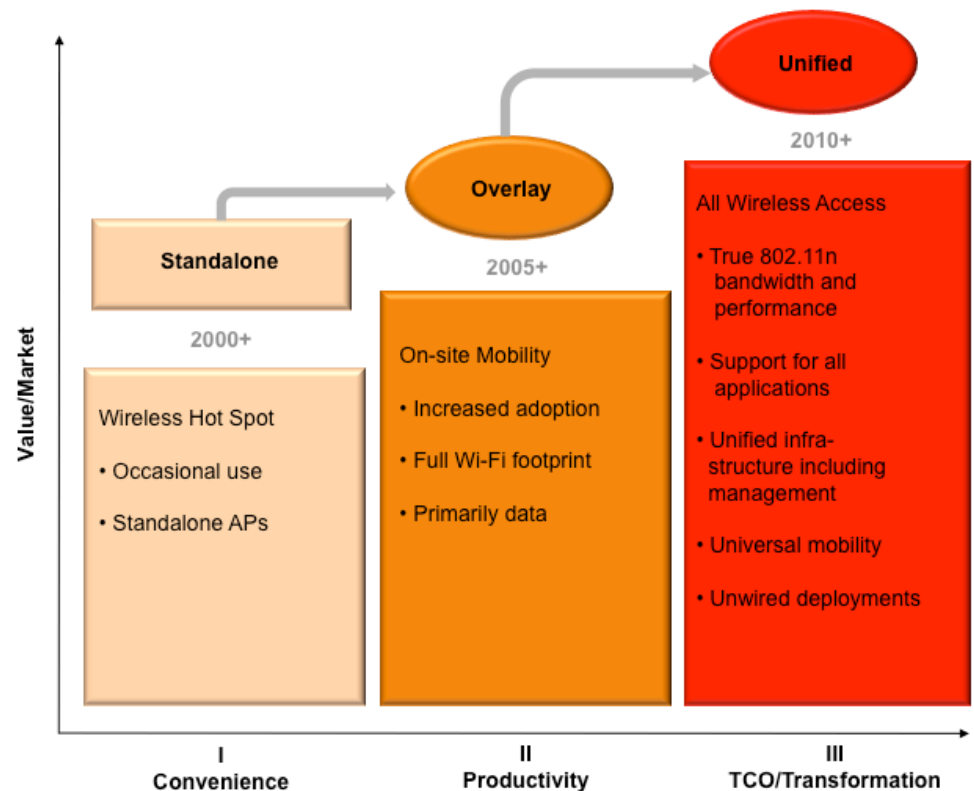 Unified
2010+
Overlay
2005+
Standalone
2000+
Value/Market
Wireless Hot Spot
• Occasional use
• Standalone APs
On-site Mobility
• Increased adoption
• Full Wi-Fi footprint
• Primarily data
All Wireless Access
• True 802.11n
bandwidth and
performance
• Support for all
applications
• Unified infra-
structure including
management
• Universal mobility
• Unwired deployments
I
Convenience
II
Productivity
III
TCO/Transformation